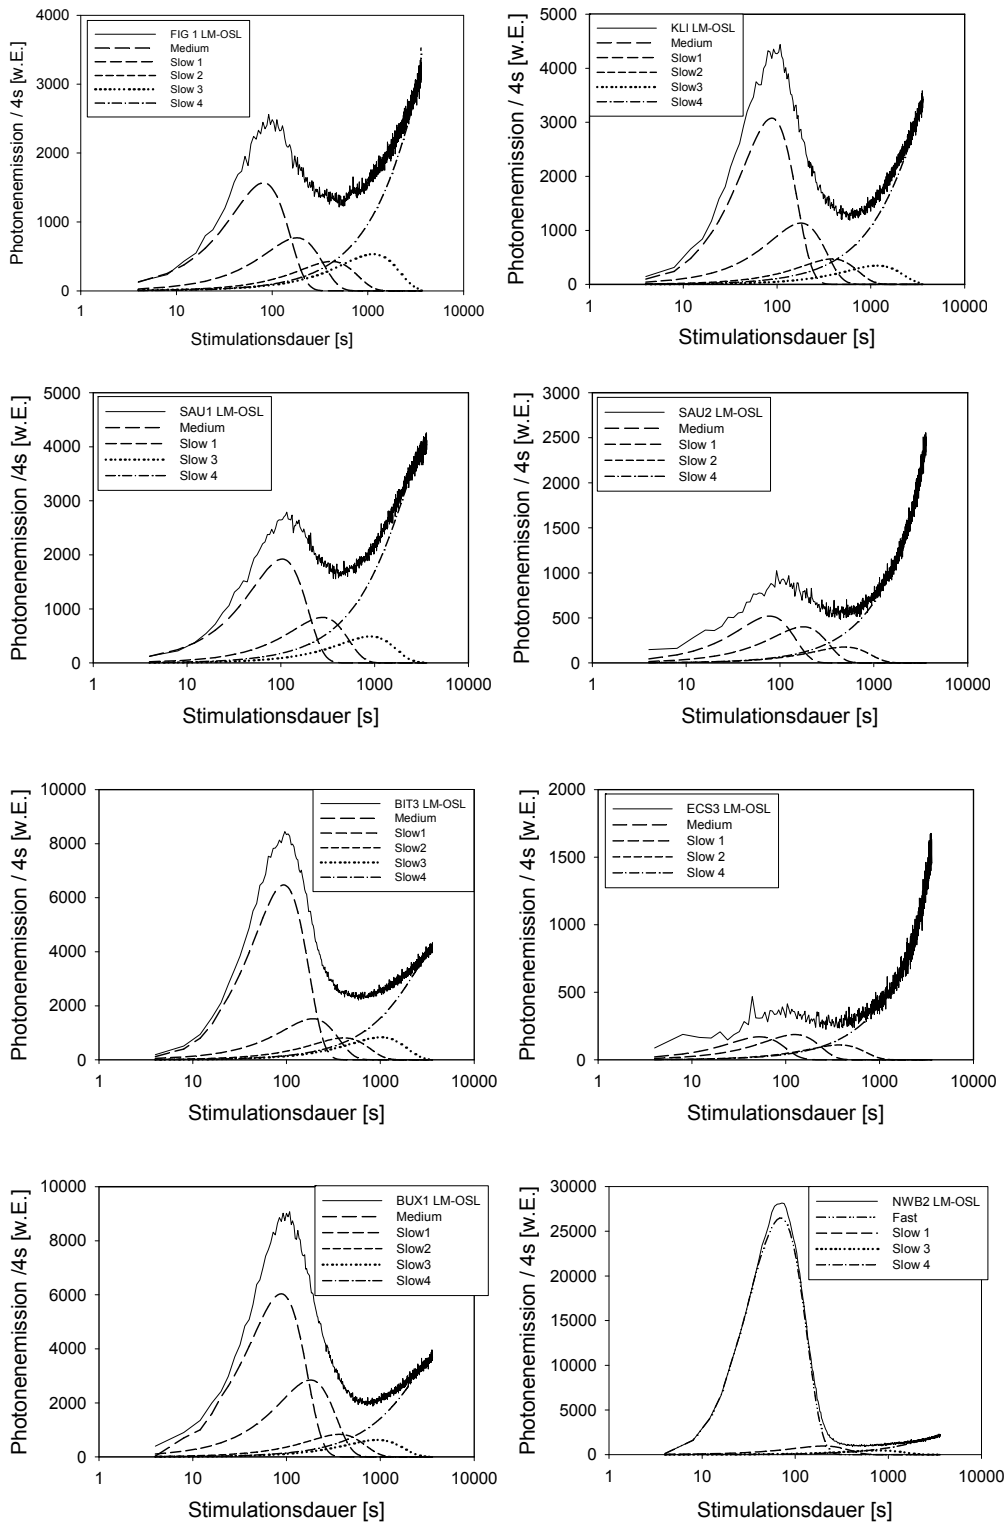 Photonenemission / 4s [w.E.]
4000
3000
2000
1000
0
FIG 1 LM-OSL
Medium
Slow 1
Slow 2
Slow 3
Slow 4
1 10 100 1000 10000
Stimulationsdauer [s]
Photonenemission / 4s [w.E.]
5000
4000
3000
2000
1000
0
KLI LM-OSL
Medium
Slow1
Slow2
Slow3
Slow4
1 10 100 1000 10000
Stimulationsdauer [s]
Photonenemission /4s [w.E.]
5000
4000
3000
2000
1000
0
SAU1 LM-OSL
Medium
Slow 1
Slow 3
Slow 4
1 10 100 1000 10000
Stimulationsdauer [s]
Photonenemission / 4s [w.E.]
3000
2500
2000
1500
1000
500
0
SAU2 LM-OSL
Medium
Slow 1
Slow 2
Slow 4
1 10 100 1000 10000
Stimulationsdauer [s]
Photonenemission / 4s [w.E.]
10000
8000
6000
4000
2000
0
BIT3 LM-OSL
Medium
Slow1
Slow2
Slow3
Slow4
1 10 100 1000 10000
Stimulationsdauer [s]
Photonenemission / 4s [w.E.]
2000
1500
1000
500
0
ECS3 LM-OSL
Medium
Slow 1
Slow 2
Slow 4
1 10 100 1000 10000
Stimulationsdauer [s]
Photonenemission /4s [w.E.]
10000
8000
6000
4000
2000
0
BUX1 LM-OSL
Medium
Slow1
Slow2
Slow3
Slow4
1 10 100 1000 10000
Stimulationsdauer [s]
Photonenemission / 4s [w.E.]
30000
25000
20000
15000
10000
5000
0
NWB2 LM-OSL
Fast
Slow 1
Slow 3
Slow 4
1 10 100 1000 10000
Stimulationsdauer [s]